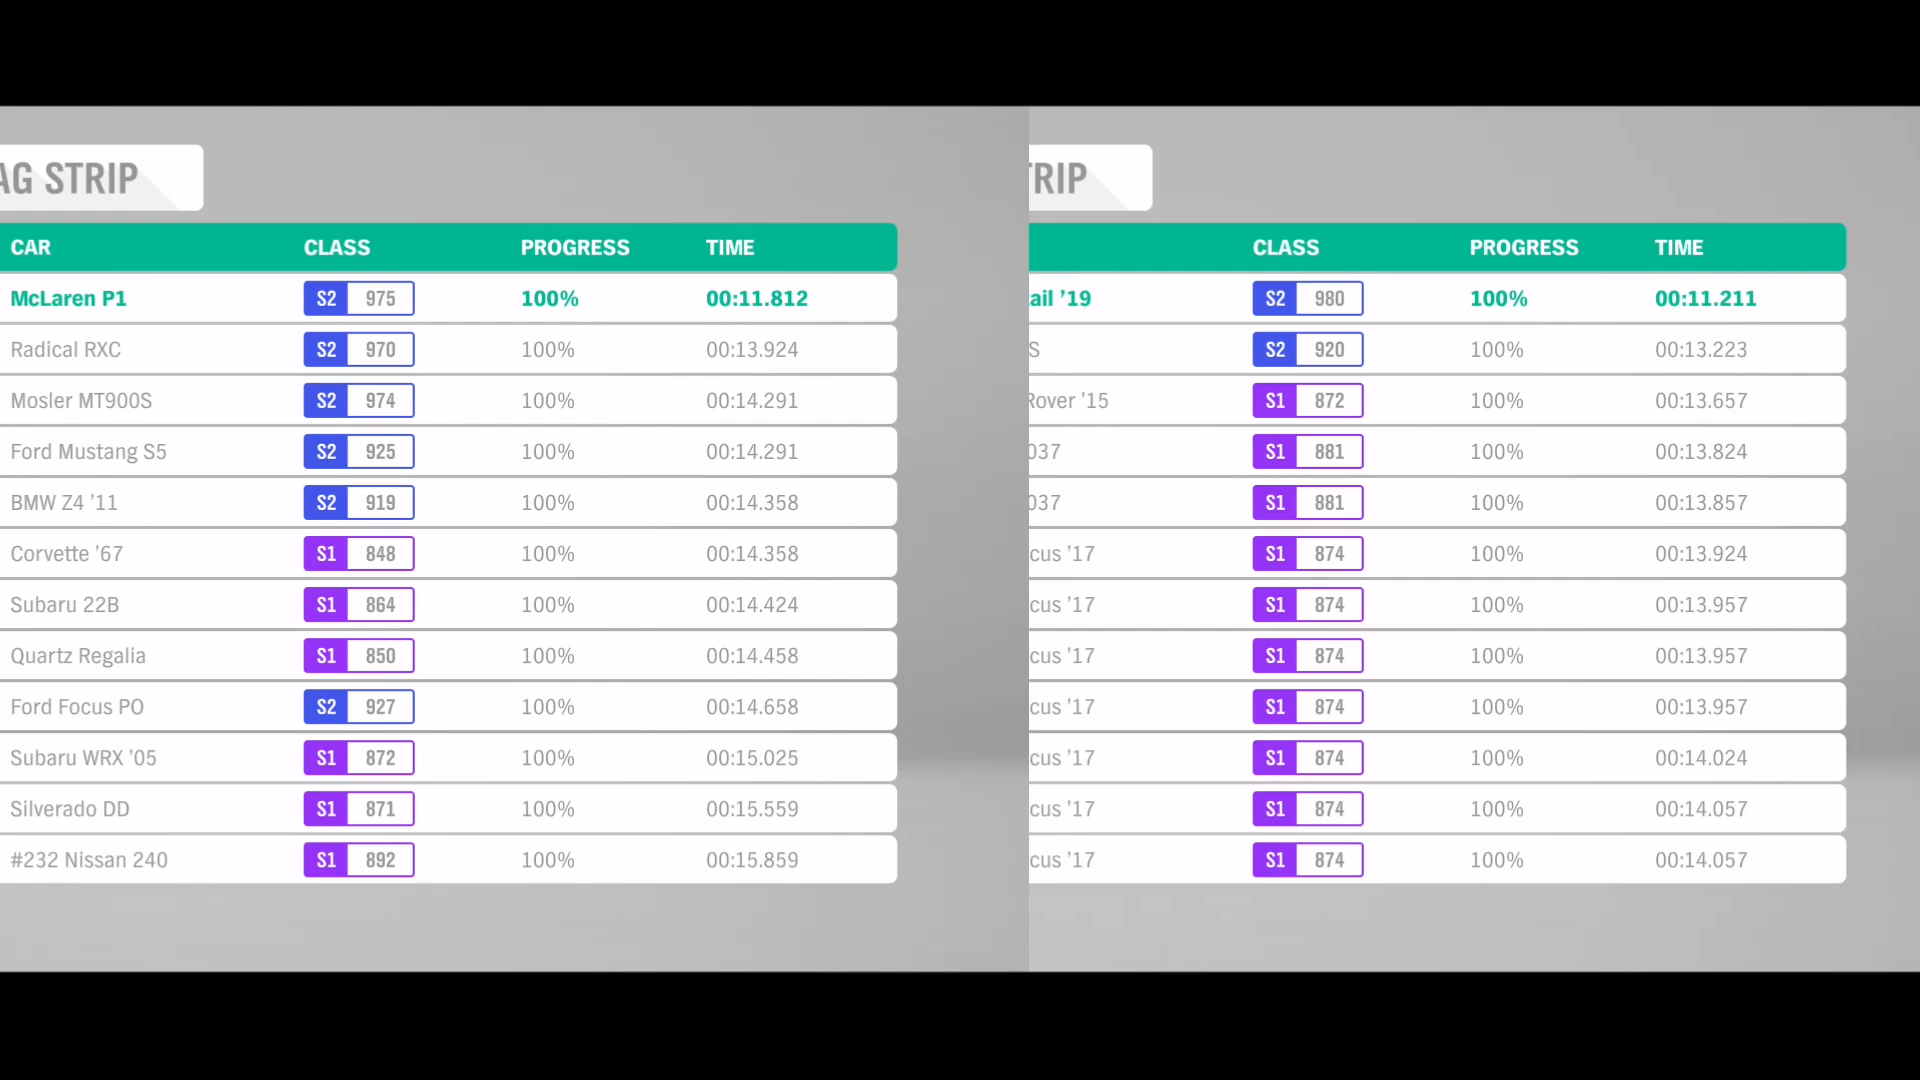 AG STRIP
CAR CLASS PROGRESS TIME
McLaren P1 S2 975 100% 00:11.812
Radical RXC S2 970 100% 00:13.924
Mosler MT900S S2 974 100% 00:14.291
Ford Mustang S5 S2 925 100% 00:14.291
BMW Z4 ’11 S2 919 100% 00:14.358
Corvette ’67 S1 848 100% 00:14.358
Subaru 22B S1 864 100% 00:14.424
Quartz Regalia S1 850 100% 00:14.458
Ford Focus PO S2 927 100% 00:14.658
Subaru WRX ’05 S1 872 100% 00:15.025
Silverado DD S1 871 100% 00:15.559
#232 Nissan 240 S1 892 100% 00:15.859
TRIP
CLASS PROGRESS TIME
ail ’19 S2 980 100% 00:11.211
S S2 920 100% 00:13.223
Rover ’15 S1 872 100% 00:13.657
037 S1 881 100% 00:13.824
037 S1 881 100% 00:13.857
cus ’17 S1 874 100% 00:13.924
cus ’17 S1 874 100% 00:13.957
cus ’17 S1 874 100% 00:13.957
cus ’17 S1 874 100% 00:13.957
cus ’17 S1 874 100% 00:14.024
cus ’17 S1 874 100% 00:14.057
cus ’17 S1 874 100% 00:14.057